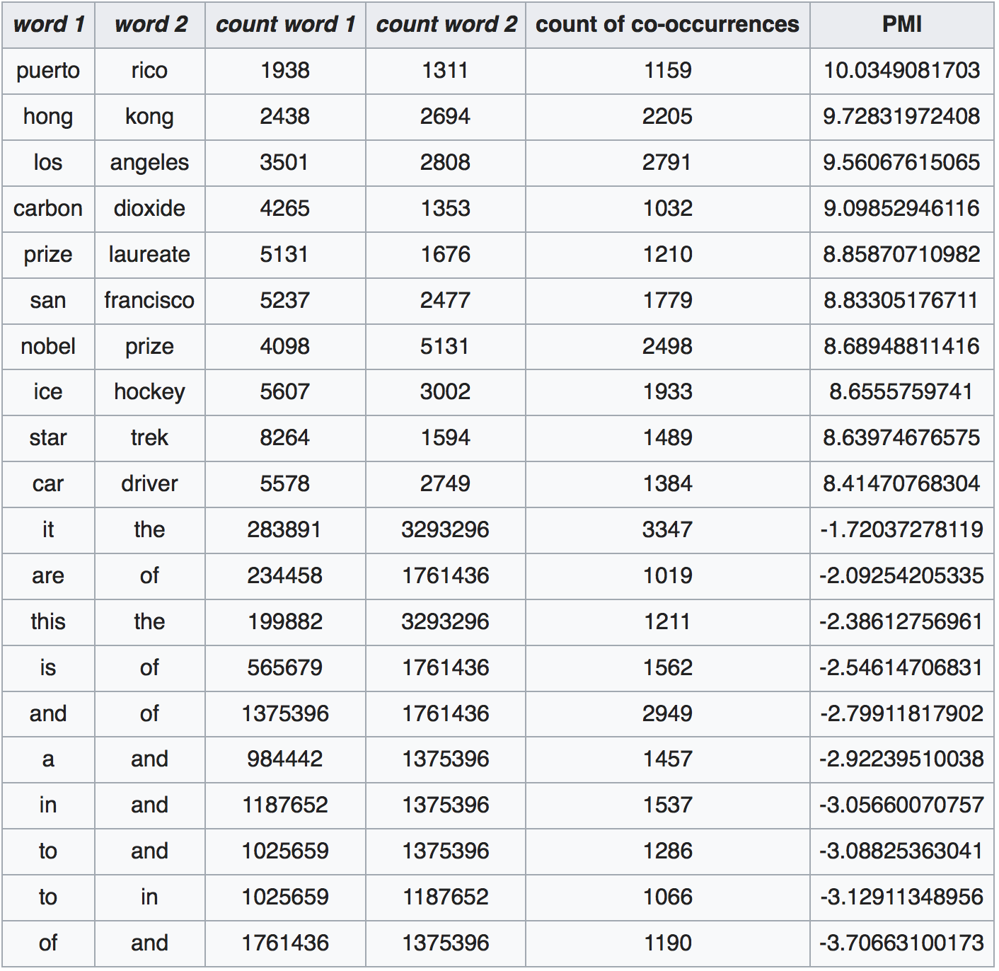 word 1 word 2 count word 1 count word 2 count of co-occurrences PMI
puerto rico 1938 1311 1159 10.0349081703
hong kong 2438 2694 2205 9.72831972408
los angeles 3501 2808 2791 9.56067615065
carbon dioxide 4265 1353 1032 9.09852946116
prize laureate 5131 1676 1210 8.85870710982
san francisco 5237 2477 1779 8.83305176711
nobel prize 4098 5131 2498 8.68948811416
ice hockey 5607 3002 1933 8.6555759741
star trek 8264 1594 1489 8.63974676575
car driver 5578 2749 1384 8.41470768304
it the 283891 3293296 3347 -1.72037278119
are of 234458 1761436 1019 -2.09254205335
this the 199882 3293296 1211 -2.38612756961
is of 565679 1761436 1562 -2.54614706831
and of 1375396 1761436 2949 -2.79911817902
a and 984442 1375396 1457 -2.92239510038
in and 1187652 1375396 1537 -3.05660070757
to and 1025659 1375396 1286 -3.08825363041
to in 1025659 1187652 1066 -3.12911348956
of and 1761436 1375396 1190 -3.70663100173